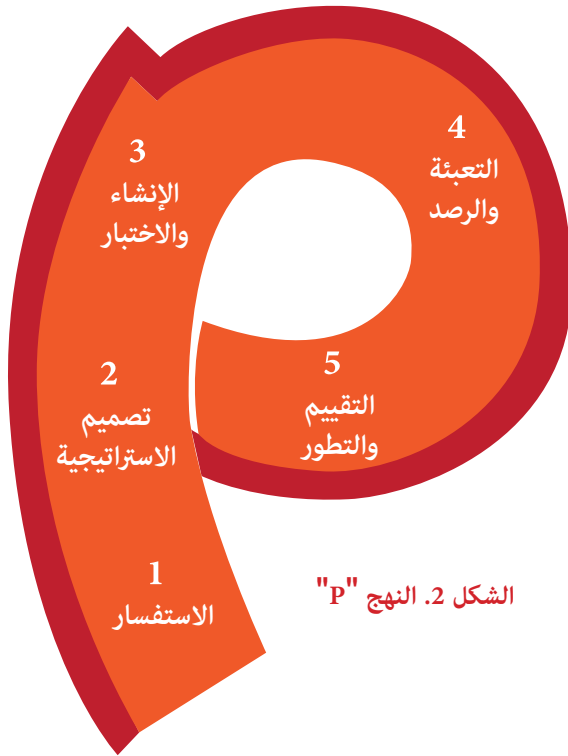 3
الإنشاء
والاختبار
4
التعبئة
والرصد
2
تصميم
الاستراتيجية
5
التقييم
والتطور
1
الاستفسار
الشكل 2. النهج "P"